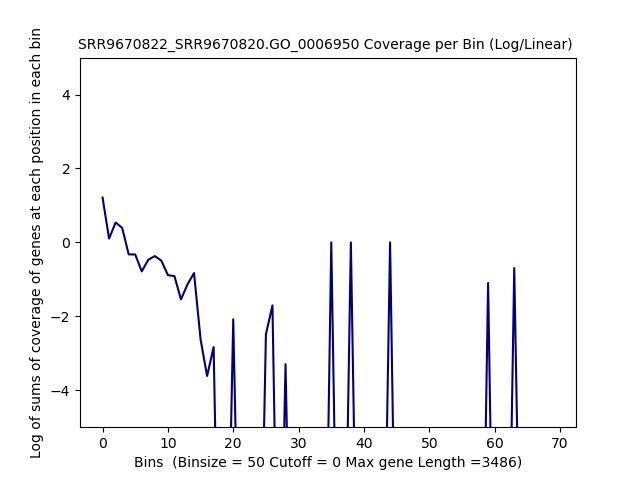 SRR9670822_SRR9670820.GO_0006950 Coverage per Bin (Log/Linear)
Log of sums of coverage of genes at each position in each bin
4
2
0
−2
−4
0 10 20 30 40 50 60 70
Bins  (Binsize = 50 Cutoff = 0 Max gene Length =3486)